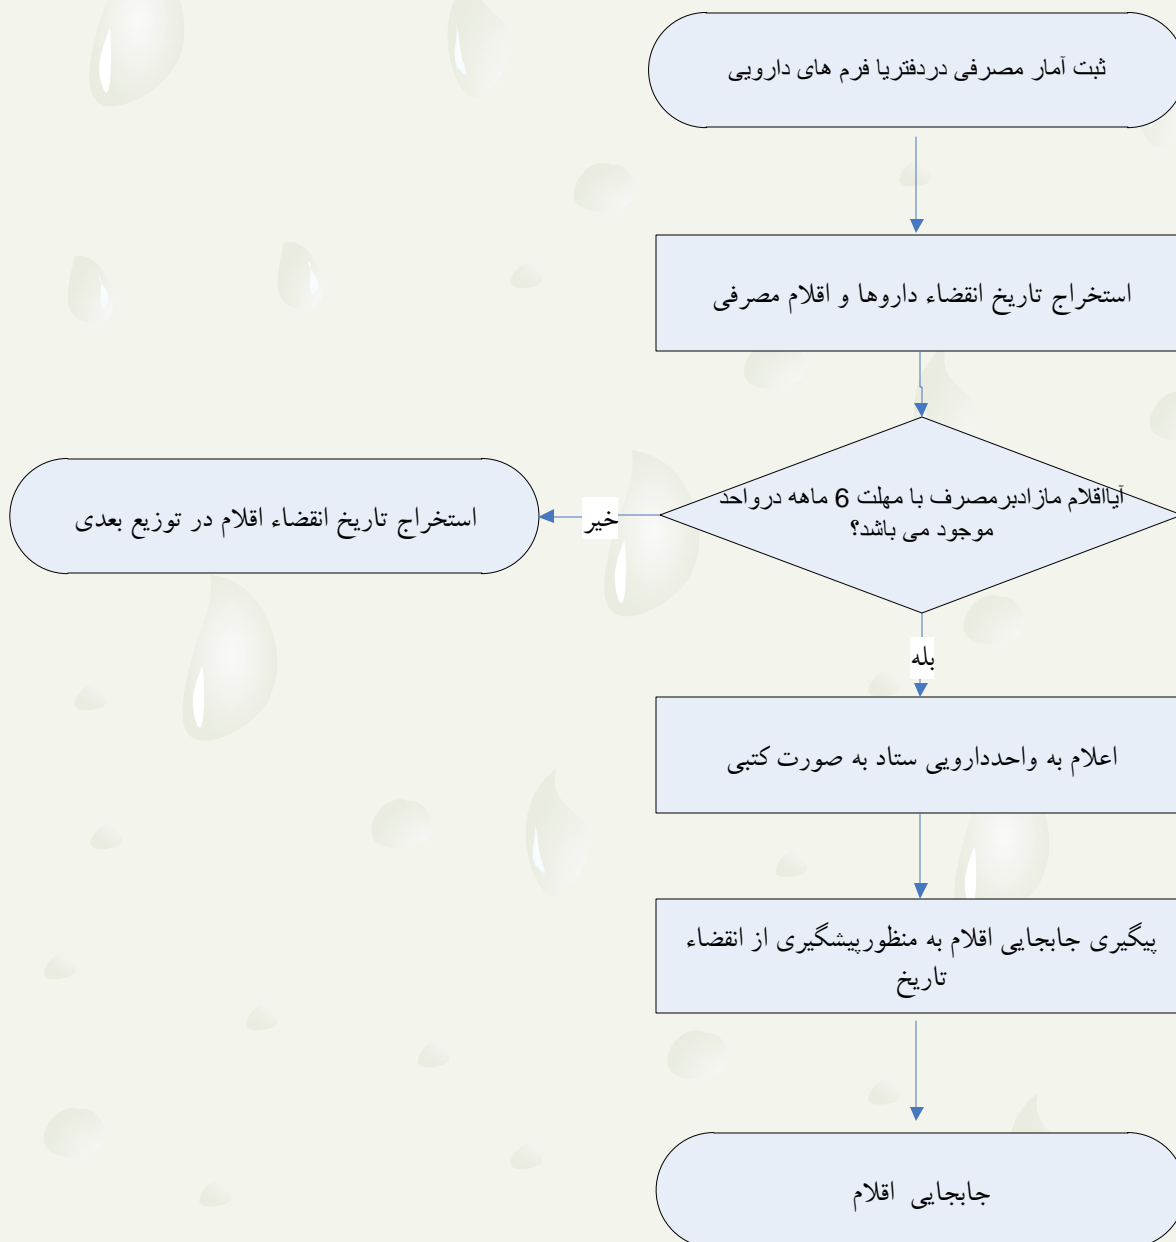 ثبت آمار مصرفی دردفتریا فرم های دارویی
استخراج تاریخ انقضاء داروها و اقلام مصرفی
آیااقلام مازادبرمصرف با مهلت 6 ماهه درواحد
موجود می باشد؟
خیر
استخراج تاریخ انقضاء اقلام در توزیع بعدی
بله
اعلام به واحددارویی ستاد به صورت کتبی
پیگیری جابجایی اقلام به منظورپیشگیری از انقضاء
تاریخ
جابجایی اقلام